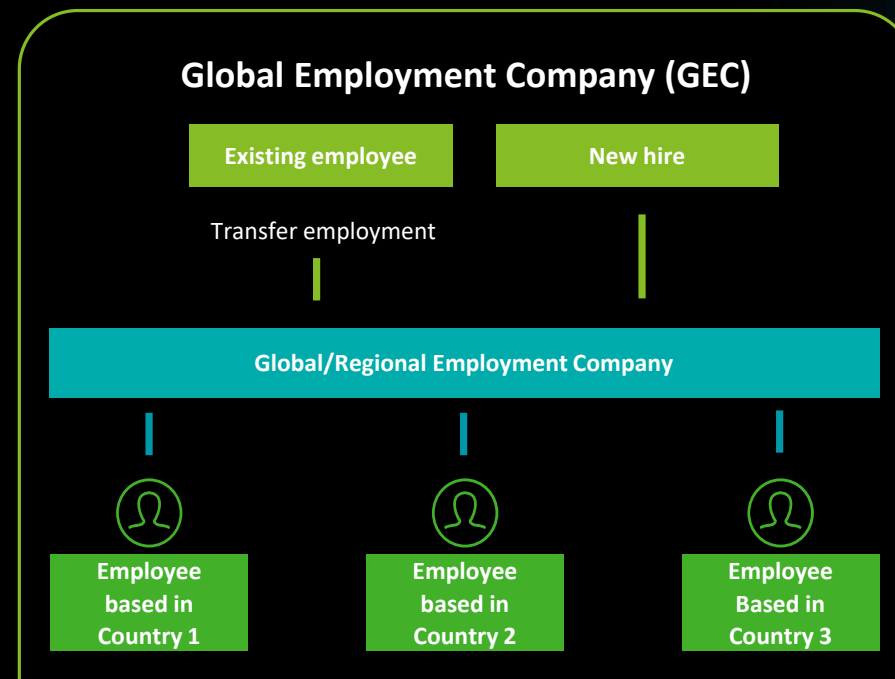 Global Employment Company (GEC)
Existing employee
New hire
Transfer employment
Global/Regional Employment Company
Employee
based in
Country 1
Employee
based in
Country 2
Employee
Based in
Country 3